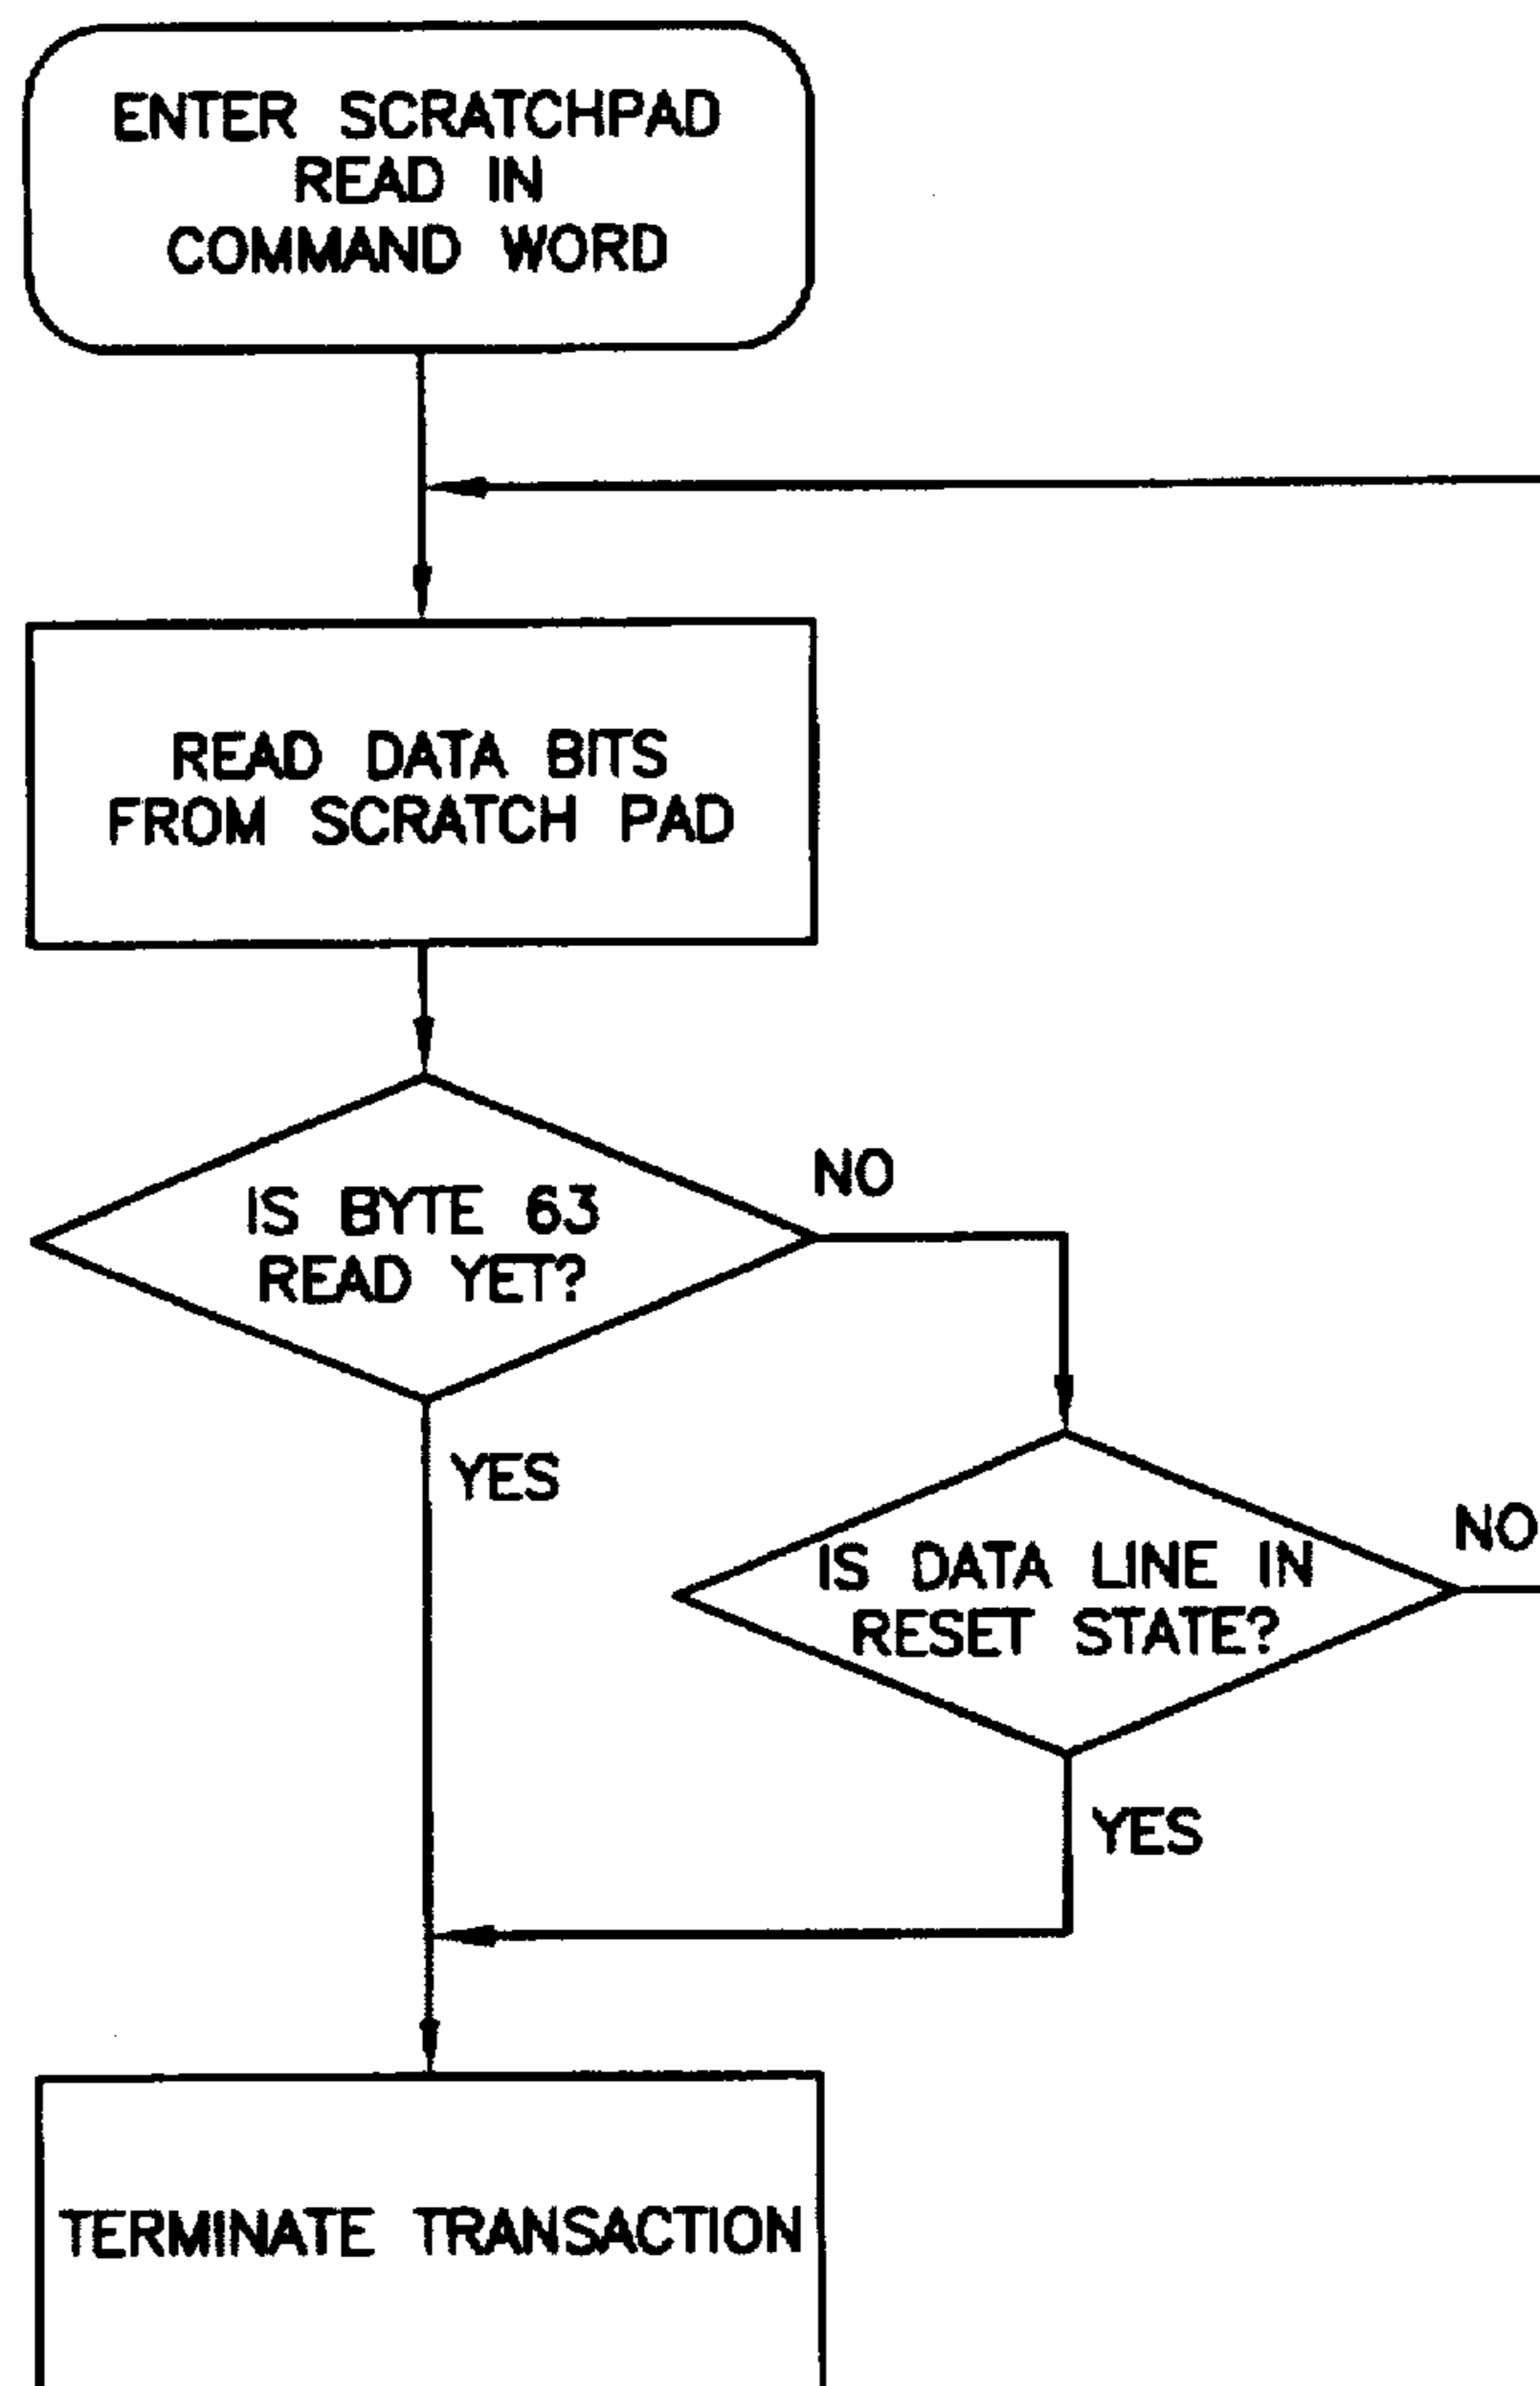 ENTER SCRATCHPAD
READ IN
COMMAND WORD
READ DATA BITS
FROM SCRATCH PAD
IS BYTE 63
READ YET?
NO
YES
IS DATA LINE IN
RESET STATE?
NO
YES
TERMINATE TRANSACTION